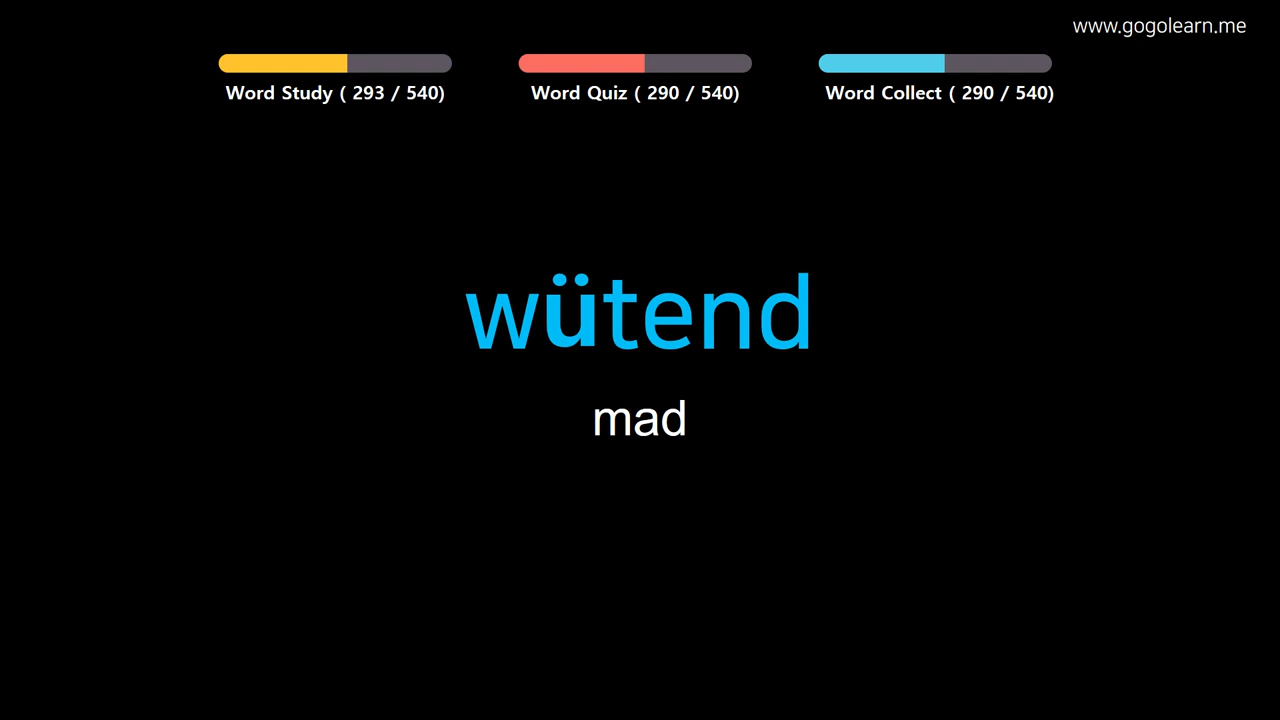 www.gogolearn.me
Word Study ( 293 / 540)
Word Quiz ( 290 / 540)
Word Collect ( 290 / 540)
wütend
mad